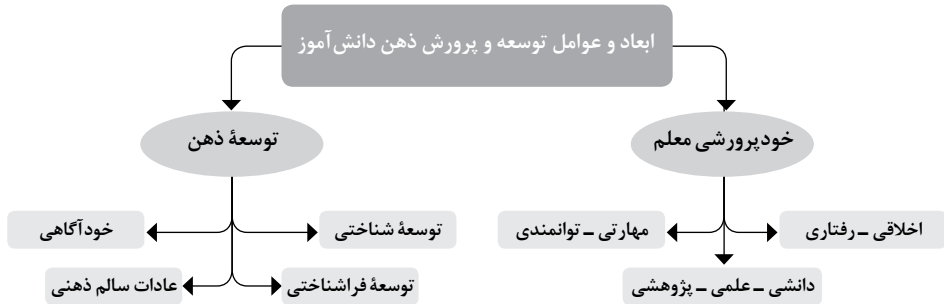 ابعاد و عوامل توسعه و پرورش ذهن دانش‌آموز
خودپرورشی معلم
توسعهٔ ذهن
اخلاقی ـ رفتاری
مهارتی ـ توانمندی
دانشی ـ علمی ـ پژوهشی
توسعهٔ شناختی
خودآگاهی
توسعهٔ فراشناختی
عادات سالم ذهنی